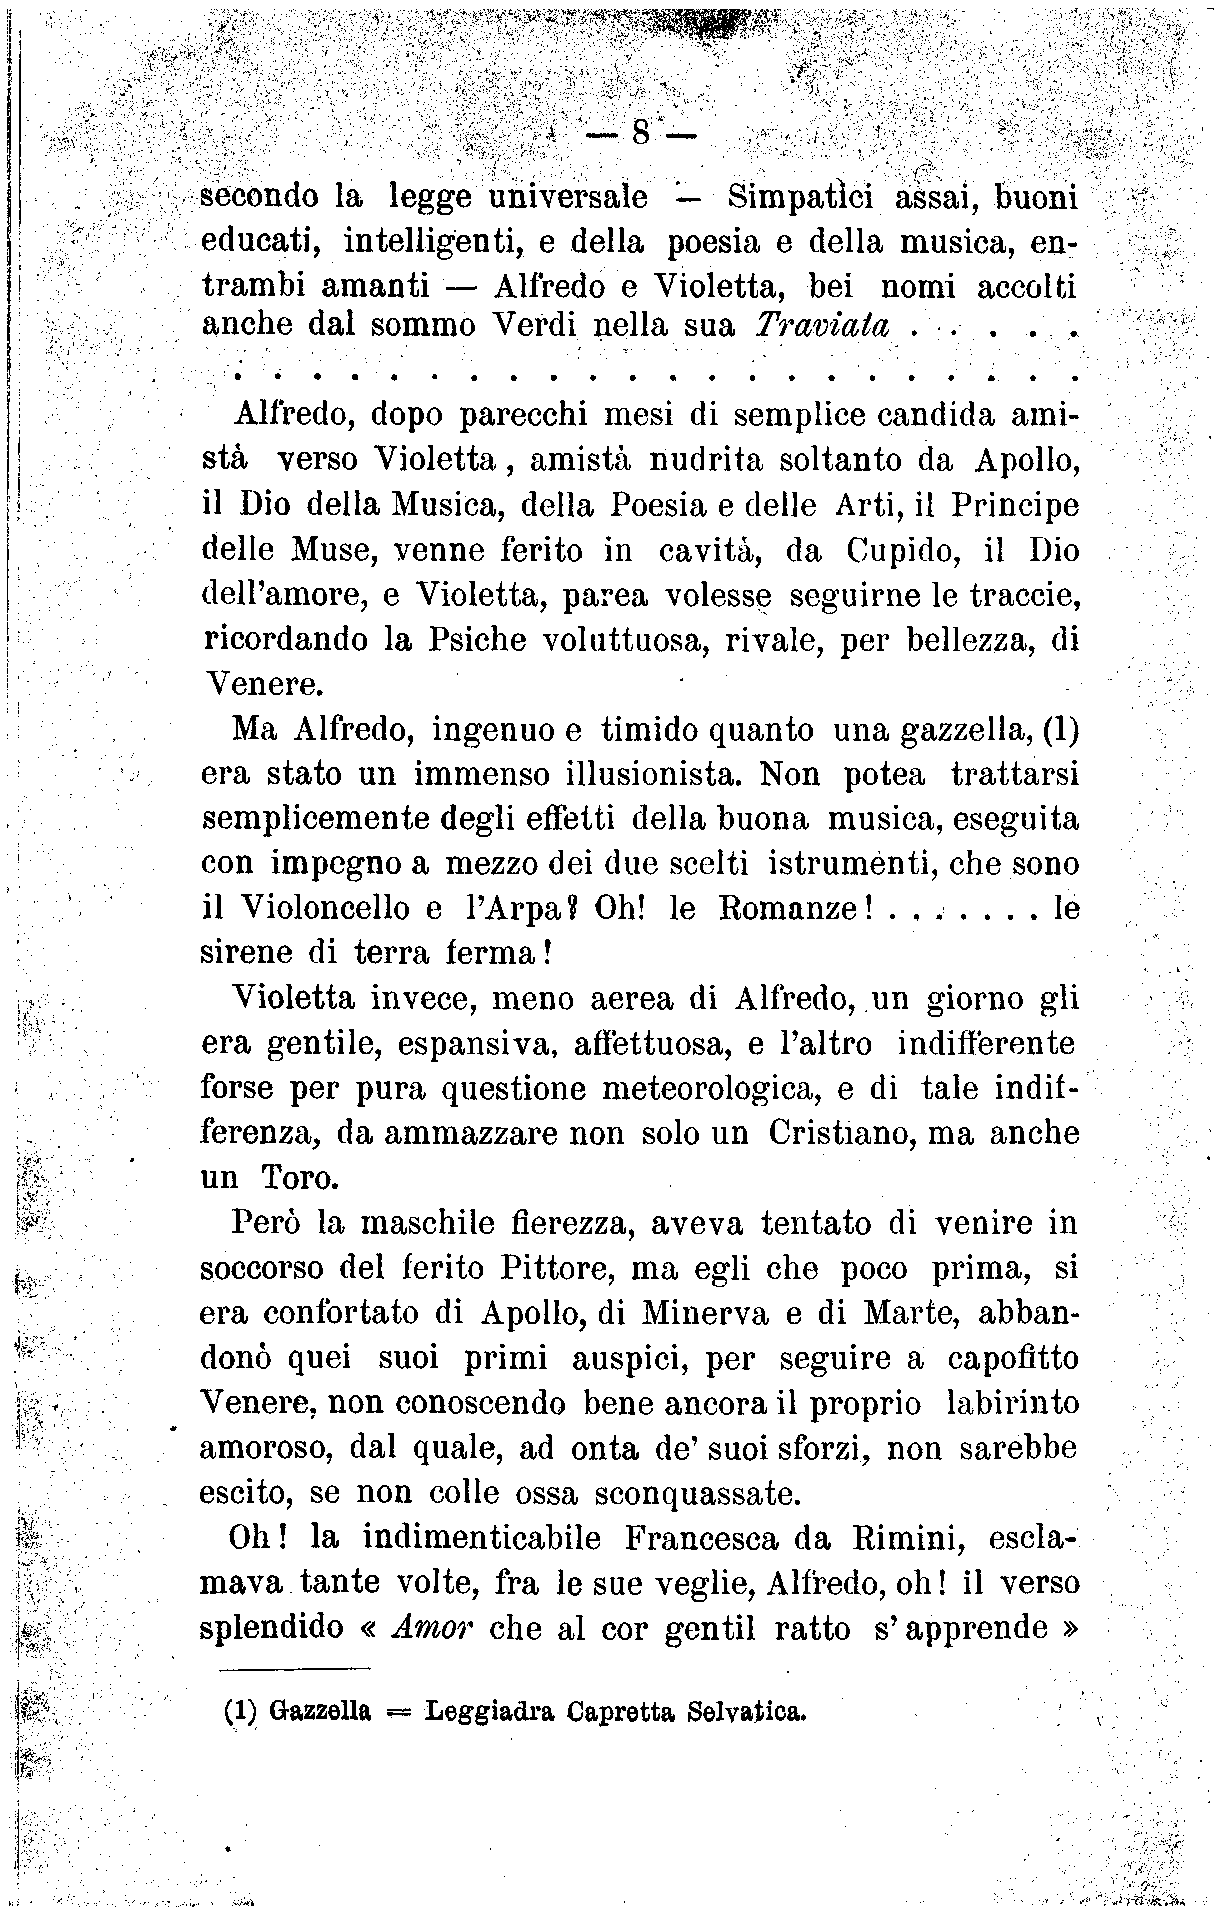 — 8 —
secondo la legge universale — Simpatici assai, buoni
educati, intelligenti, e della poesia e della musica, en-
trambi amanti — Alfredo e Violetta, bei nomi accolti
anche dal sommo Verdi nella sua Traviata . . . . .
. . . . . . . . . . . . . . . . . . . . . .
Alfredo, dopo parecchi mesi di semplice candida ami-
stà verso Violetta, amistà nudrita soltanto da Apollo,
il Dio della Musica, della Poesia e delle Arti, il Principe
delle Muse, venne ferito in cavità, da Cupido, il Dio
dell'amore, e Violetta, parea volesse seguirne le traccie,
ricordando la Psiche voluttuosa, rivale, per bellezza, di
Venere.
Ma Alfredo, ingenuo e timido quanto una gazzella, (1)
era stato un immenso illusionista. Non potea trattarsi
semplicemente degli effetti della buona musica, eseguita
con impegno a mezzo dei due scelti istrumenti, che sono
il Violoncello e l'Arpa? Oh! le Romanze! . . . . . . . le
sirene di terra ferma!
Violetta invece, meno aerea di Alfredo, un giorno gli
era gentile, espansiva, affettuosa, e l'altro indifferente
forse per pura questione meteorologica, e di tale indif-
ferenza, da ammazzare non solo un Cristiano, ma anche
un Toro.
Però la maschile fierezza, aveva tentato di venire in
soccorso del ferito Pittore, ma egli che poco prima, si
era confortato di Apollo, di Minerva e di Marte, abban-
donò quei suoi primi auspici, per seguire a capofitto
Venere, non conoscendo bene ancora il proprio labirinto
amoroso, dal quale, ad onta de' suoi sforzi, non sarebbe
escito, se non colle ossa sconquassate.
Oh! la indimenticabile Francesca da Rimini, escla-
mava tante volte, fra le sue veglie, Alfredo, oh! il verso
splendido « Amor che al cor gentil ratto s'apprende »
(1) Gazzella = Leggiadra Capretta Selvatica.